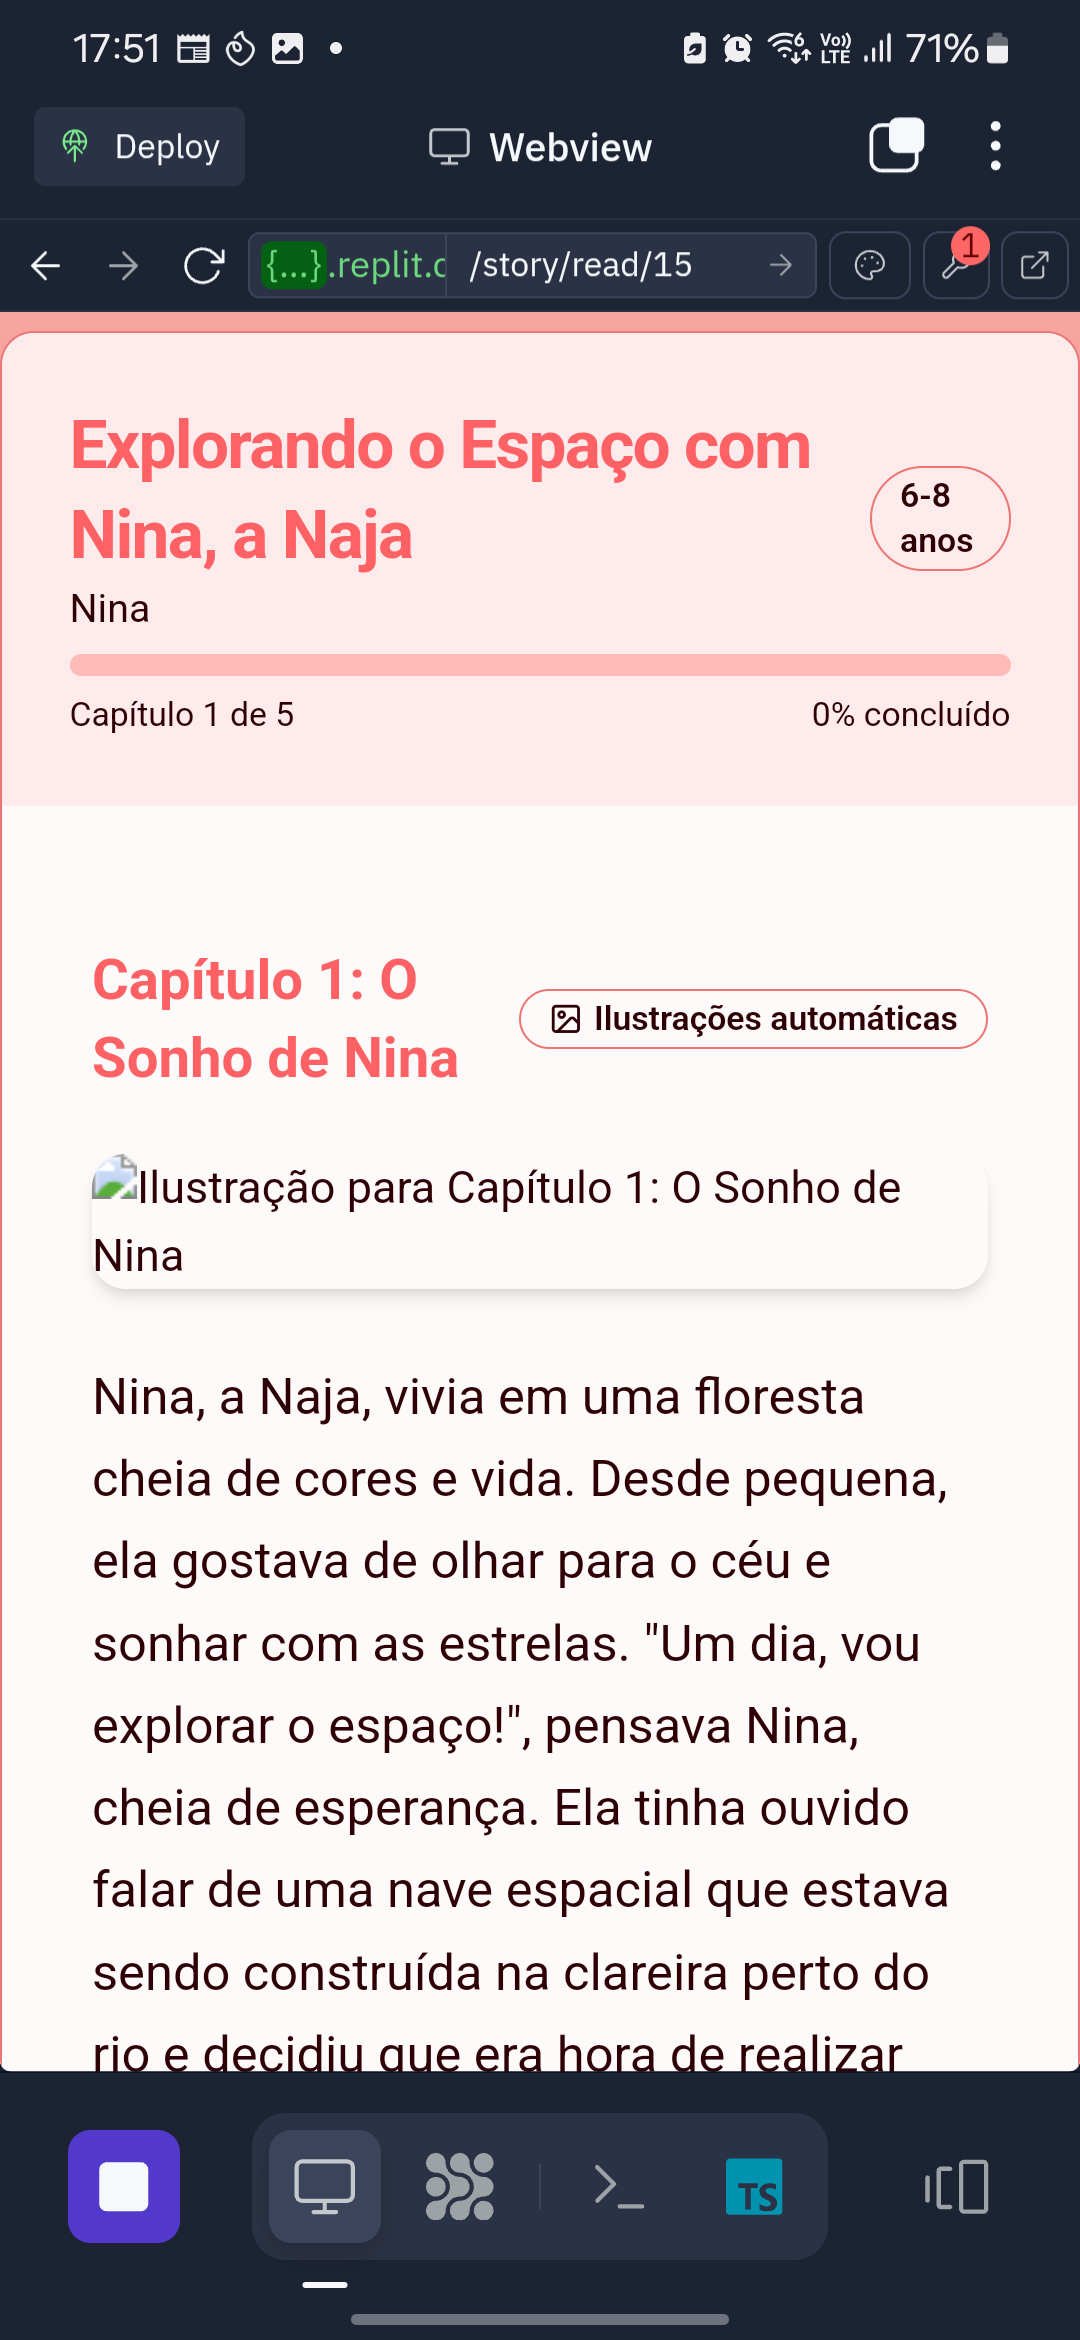 17:51
Vo)) LTE
6
71%
Deploy
Webview
{...}.replit.c
/story/read/15
1
Explorando o Espaço com
Nina, a Naja
6-8
anos
Nina
Capítulo 1 de 5
0% concluído
Capítulo 1: O
Sonho de Nina
Ilustrações automáticas
Ilustração para Capítulo 1: O Sonho de
Nina
Nina, a Naja, vivia em uma floresta
cheia de cores e vida. Desde pequena,
ela gostava de olhar para o céu e
sonhar com as estrelas. "Um dia, vou
explorar o espaço!", pensava Nina,
cheia de esperança. Ela tinha ouvido
falar de uma nave espacial que estava
sendo construída na clareira perto do
rio e decidiu que era hora de realizar
TS